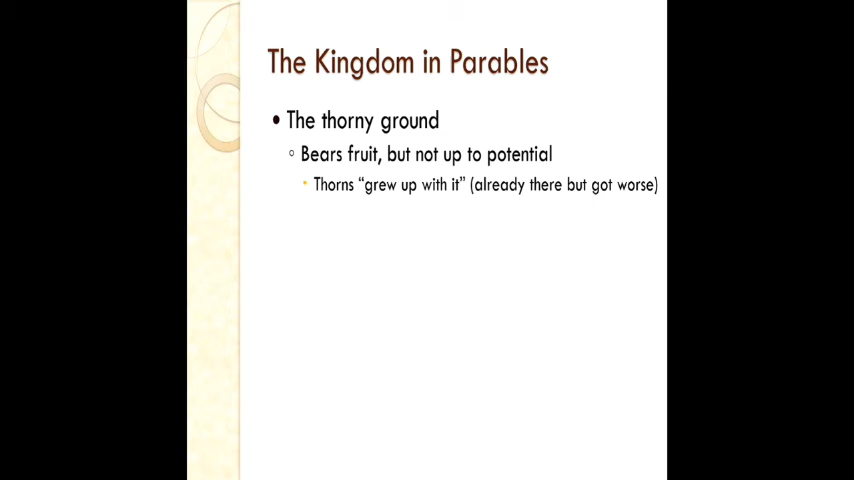 The Kingdom in Parables
• The thorny ground
◦ Bears fruit, but not up to potential
• Thorns “grew up with it” (already there but got worse)